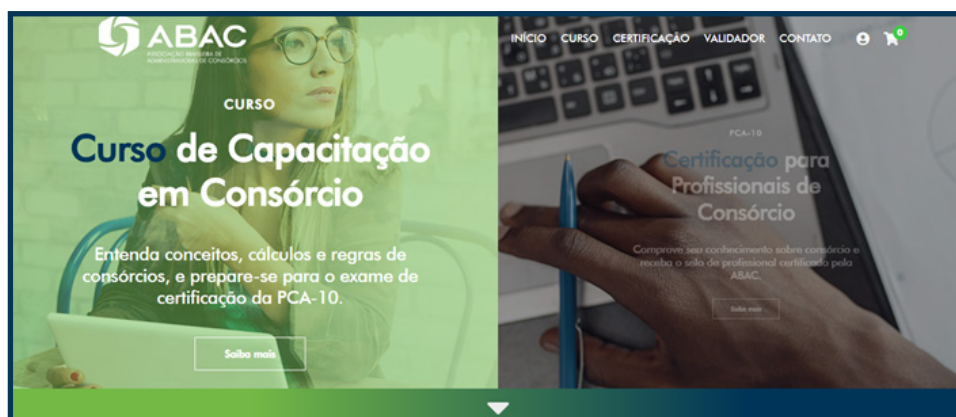 ABAC
ASSOCIAÇÃO BRASILEIRA DE
ADMINISTRADORAS DE CONSÓRCIOS
INÍCIO CURSO CERTIFICAÇÃO VALIDADOR CONTATO 0
CURSO
Curso de Capacitação
em Consórcio
Entenda conceitos, cálculos e regras de
consórcios, e prepare-se para o exame de
certificação da PCA-10.
Saiba mais
PCA-10
Certificação para
Profissionais de
Consórcio
Comprove seu conhecimento sobre consórcio e
receba o selo de profissional certificado pela
ABAC.
Saiba mais